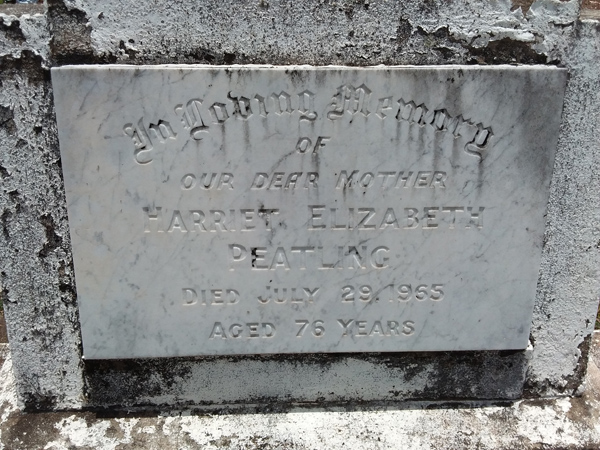 In Loving Memory
OF
OUR DEAR MOTHER
HARRIET ELIZABETH
PEATLING
DIED JULY 29, 1965
AGED 76 YEARS